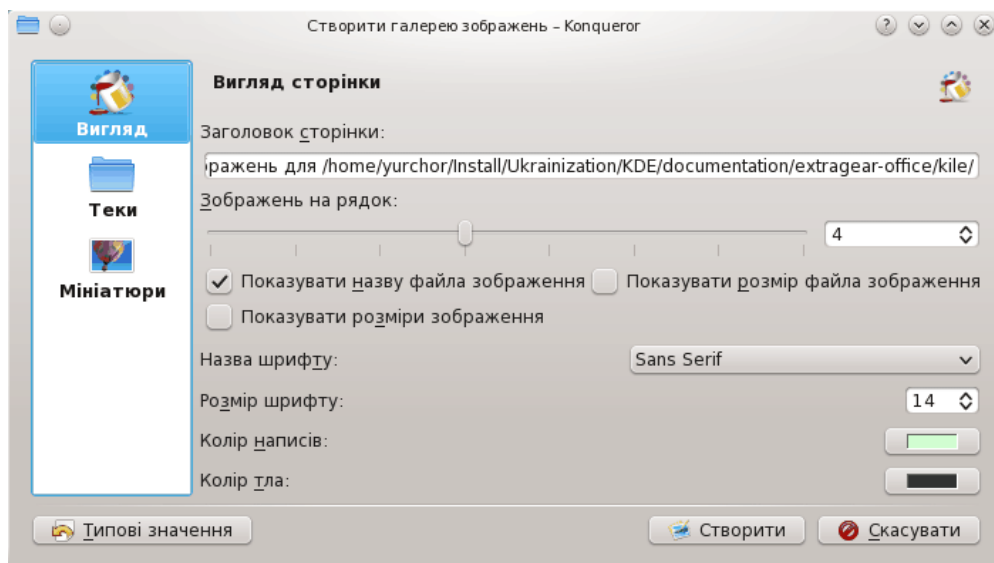 Створити галерею зображень – Konqueror
Вигляд
Теки
Мініатюри
Вигляд сторінки
Заголовок сторінки:
ражень для /home/yurchor/Install/Ukrainization/KDE/documentation/extragear-office/kile/
Зображень на рядок:
4
Показувати назву файла зображення Показувати розмір файла зображення
Показувати розміри зображення
Назва шрифту: Sans Serif
Розмір шрифту: 14
Колір написів:
Колір тла:
Типові значення Створити Скасувати